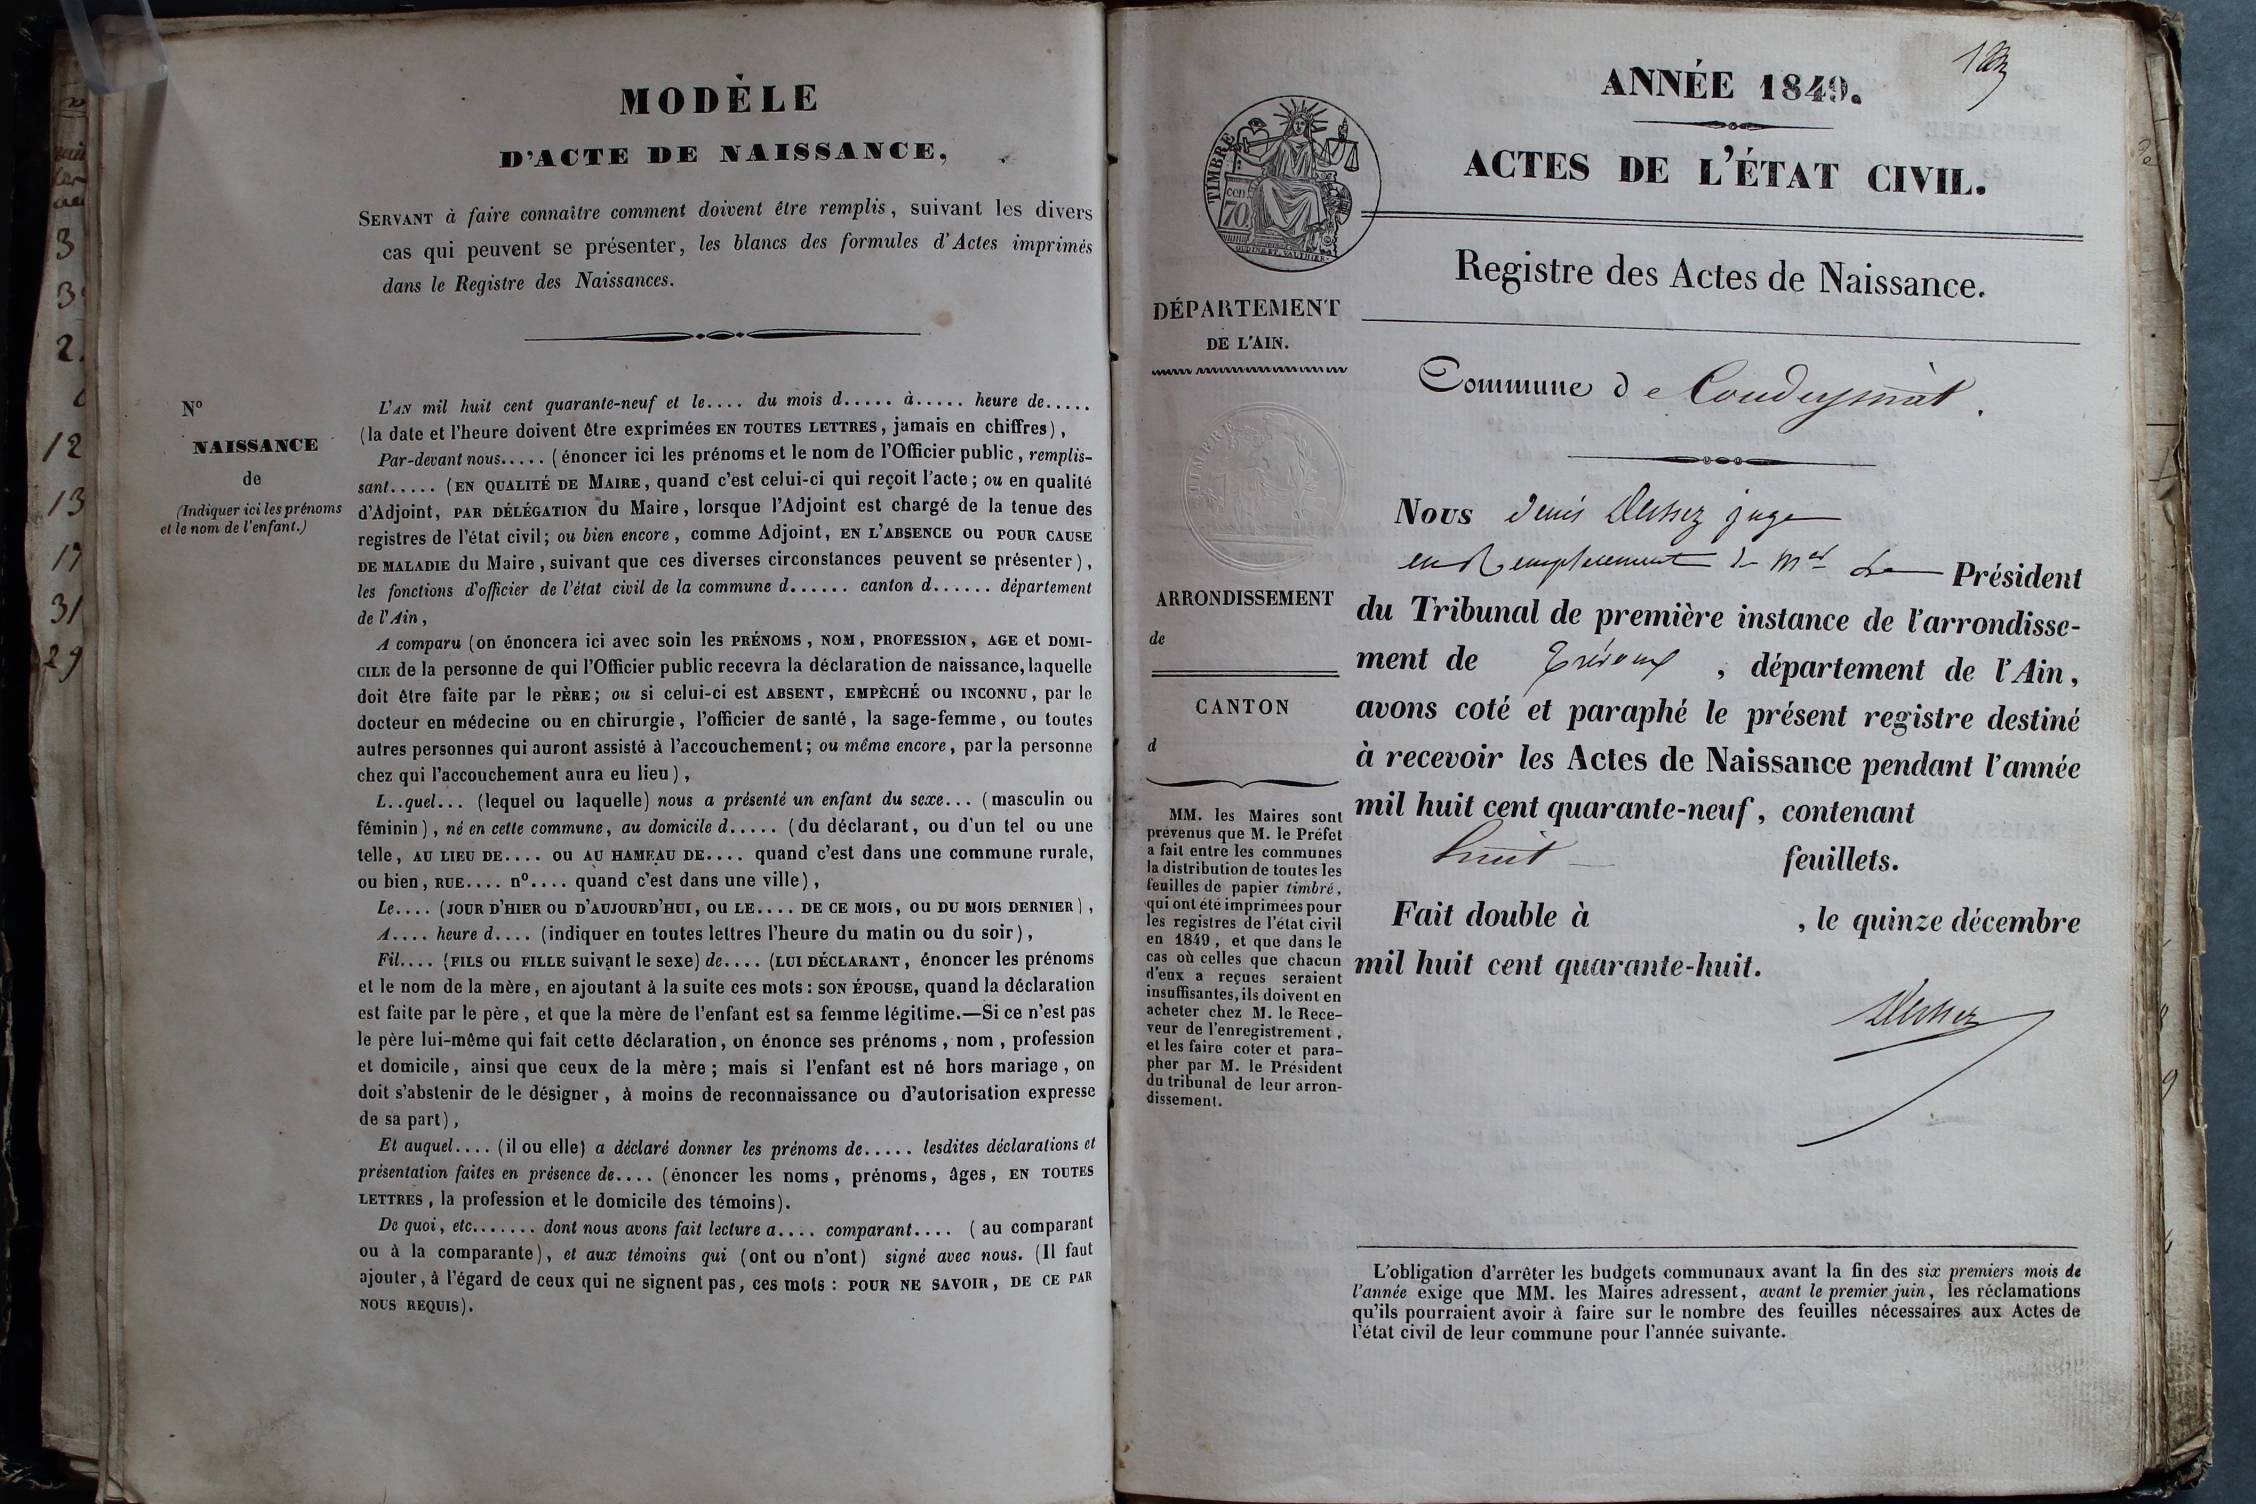 MODÈLE
D'ACTE DE NAISSANCE,
SERVANT à faire connaître comment doivent être remplis, suivant les divers
cas qui peuvent se présenter, les blancs des formules d'Actes imprimés
dans le Registre des Naissances.
No
NAISSANCE
de
(Indiquer ici les prénoms
et le nom de l'enfant.)
L'AN mil huit cent quarante-neuf et le.... du mois d..... à..... heure de.....
(la date et l'heure doivent être exprimées EN TOUTES LETTRES, jamais en chiffres),
Par-devant nous..... (énoncer ici les prénoms et le nom de l'Officier public, remplis-
sant..... (EN QUALITÉ DE MAIRE, quand c'est celui-ci qui reçoit l'acte; ou en qualité
d'Adjoint, PAR DÉLÉGATION du Maire, lorsque l'Adjoint est chargé de la tenue des
registres de l'état civil; ou bien encore, comme Adjoint, EN L'ABSENCE ou POUR CAUSE
DE MALADIE du Maire, suivant que ces diverses circonstances peuvent se présenter),
les fonctions d'officier de l'état civil de la commune d...... canton d...... département
de l'Ain,
A comparu (on énoncera ici avec soin les PRÉNOMS, NOM, PROFESSION, AGE et DOMI-
CILE de la personne de qui l'Officier public recevra la déclaration de naissance, laquelle
doit être faite par le PÈRE; ou si celui-ci est ABSENT, EMPÊCHÉ ou INCONNU, par le
docteur en médecine ou en chirurgie, l'officier de santé, la sage-femme, ou toutes
autres personnes qui auront assisté à l'accouchement; ou même encore, par la personne
chez qui l'accouchement aura eu lieu),
L..quel... (lequel ou laquelle) nous a présenté un enfant du sexe... (masculin ou
féminin), né en cette commune, au domicile d..... (du déclarant, ou d'un tel ou une
telle, AU LIEU DE.... OU AU HAMEAU DE.... quand c'est dans une commune rurale,
ou bien, RUE.... no.... quand c'est dans une ville),
Le.... (JOUR D'HIER OU D'AUJOURD'HUI, OU LE.... DE CE MOIS, OU DU MOIS DERNIER),
A.... heure d.... (indiquer en toutes lettres l'heure du matin ou du soir),
Fil.... (FILS ou FILLE suivant le sexe) de.... (LUI DÉCLARANT, énoncer les prénoms
et le nom de la mère, en ajoutant à la suite ces mots: SON ÉPOUSE, quand la déclaration
est faite par le père, et que la mère de l'enfant est sa femme légitime.—Si ce n'est pas
le père lui-même qui fait cette déclaration, on énonce ses prénoms, nom, profession
et domicile, ainsi que ceux de la mère; mais si l'enfant est né hors mariage, on
doit s'abstenir de le désigner, à moins de reconnaissance ou d'autorisation expresse
de sa part),
Et auquel.... (il ou elle) a déclaré donner les prénoms de..... lesdites déclarations et
présentation faites en présence de.... (énoncer les noms, prénoms, âges, EN TOUTES
LETTRES, la profession et le domicile des témoins).
De quoi, etc....... dont nous avons fait lecture a.... comparant.... (au comparant
ou à la comparante), et aux témoins qui (ont ou n'ont) signé avec nous. (Il faut
ajouter, à l'égard de ceux qui ne signent pas, ces mots: POUR NE SAVOIR, DE CE PAR
NOUS REQUIS).
3
2
12
13
17
31
29
ANNÉE 1849.
ACTES DE L'ÉTAT CIVIL.
TIMBRE
cen
70
OUDINÉ F. VAUTHIER
Registre des Actes de Naissance.
DÉPARTEMENT
DE L'AIN.
TIMBRE
ARRONDISSEMENT
de
CANTON
d
MM. les Maires sont
prévenus que M. le Préfet
a fait entre les communes
la distribution de toutes les
feuilles de papier timbré,
qui ont été imprimées pour
les registres de l'état civil
en 1849, et que dans le
cas où celles que chacun
d'eux a reçues seraient
insuffisantes, ils doivent en
acheter chez M. le Rece-
veur de l'enregistrement,
et les faire coter et para-
pher par M. le Président
du tribunal de leur arron-
dissement.
Commune de Condeyssiat.
Nous Denis juge
en Remplacement de Mr Le Président
du Tribunal de première instance de l'arrondisse-
ment de Trévoux, département de l'Ain,
avons coté et paraphé le présent registre destiné
à recevoir les Actes de Naissance pendant l'année
mil huit cent quarante-neuf, contenant
huit feuillets.
Fait double à , le quinze décembre
mil huit cent quarante-huit.
L'obligation d'arrêter les budgets communaux avant la fin des six premiers mois de
l'année exige que MM. les Maires adressent, avant le premier juin, les réclamations
qu'ils pourraient avoir à faire sur le nombre des feuilles nécessaires aux Actes de
l'état civil de leur commune pour l'année suivante.